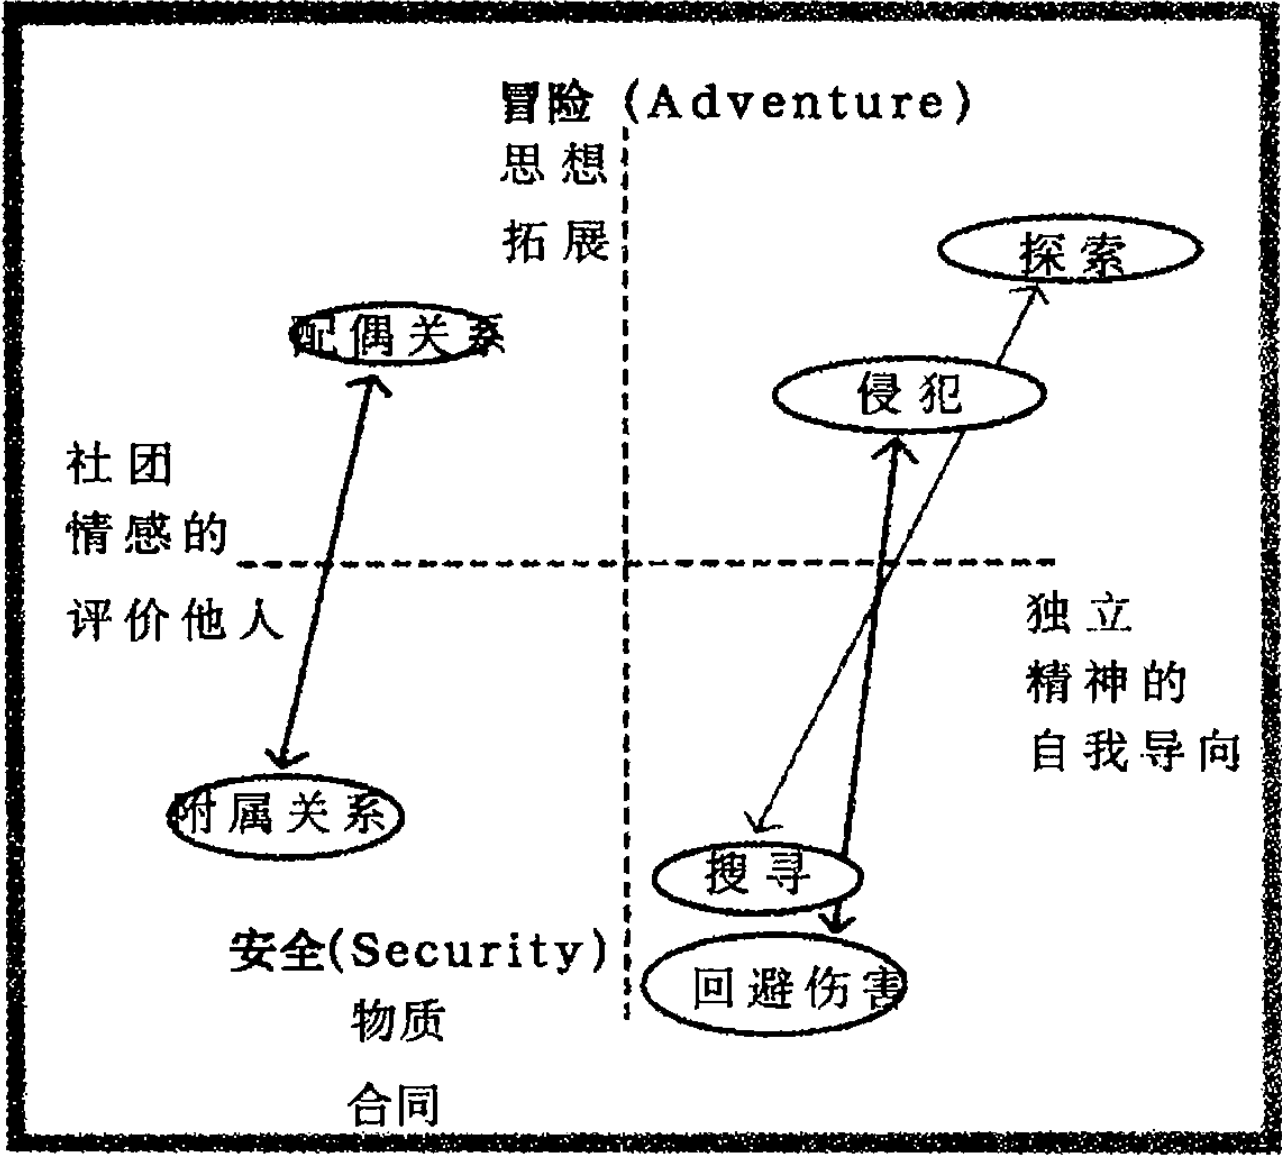 冒险 (Adventure)
思想
拓展
探索
配偶关系
侵犯
社团
情感的
评价他人
独立
精神的
自我导向
附属关系
搜寻
安全(Security)
回避伤害
物质
合同